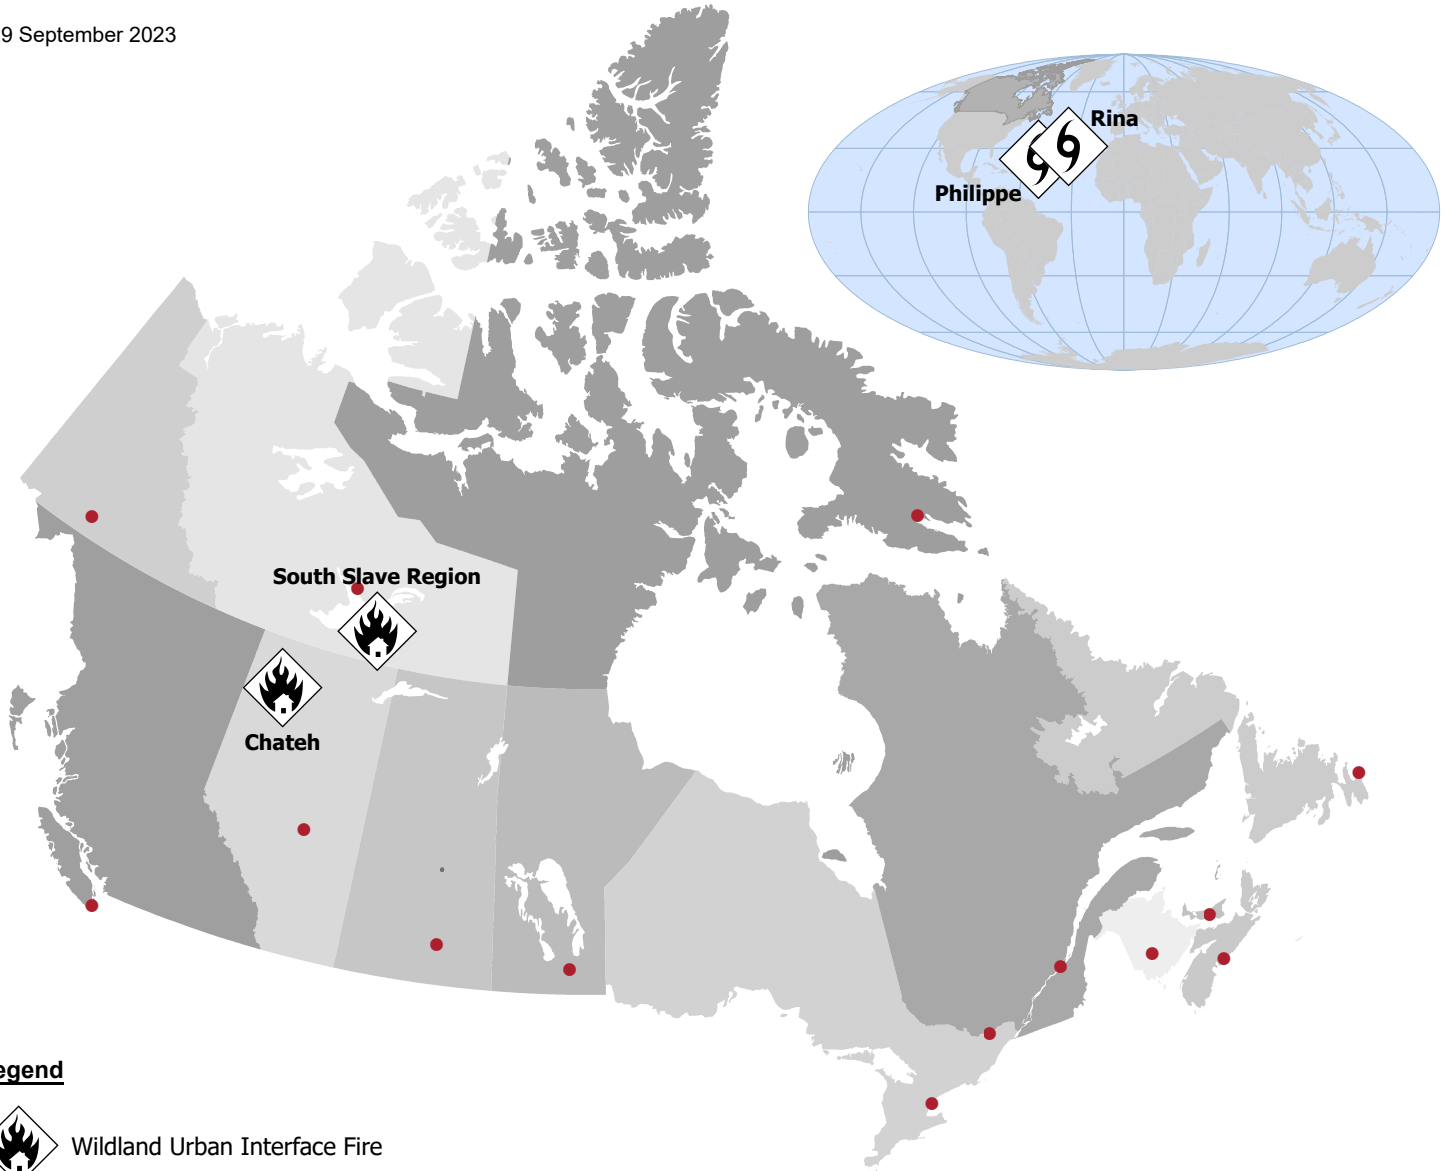 9 September 2023
Rina
Philippe
South Slave Region
Chateh
egend
Wildland Urban Interface Fire